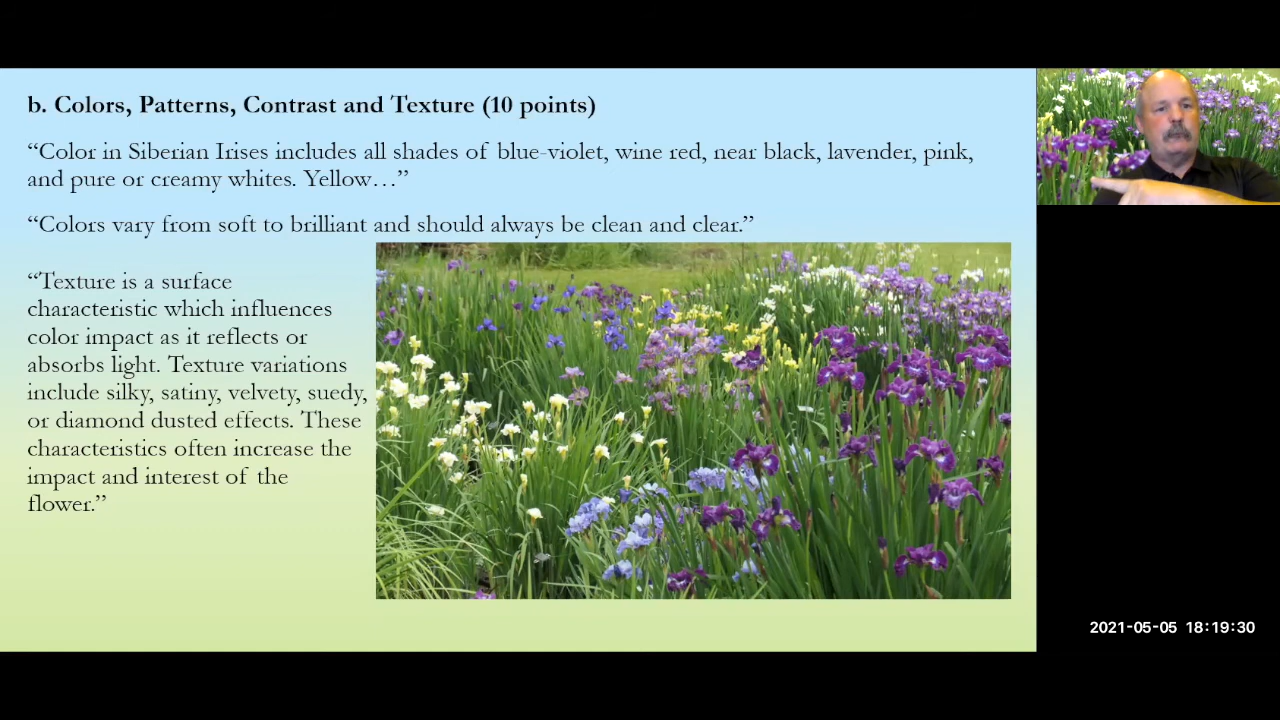 b. Colors, Patterns, Contrast and Texture (10 points)
“Color in Siberian Irises includes all shades of blue-violet, wine red, near black, lavender, pink,
and pure or creamy whites. Yellow…”
“Colors vary from soft to brilliant and should always be clean and clear.”
“Texture is a surface
characteristic which influences
color impact as it reflects or
absorbs light. Texture variations
include silky, satiny, velvety, suedy,
or diamond dusted effects. These
characteristics often increase the
impact and interest of the
flower.”
2021-05-05 18:19:30